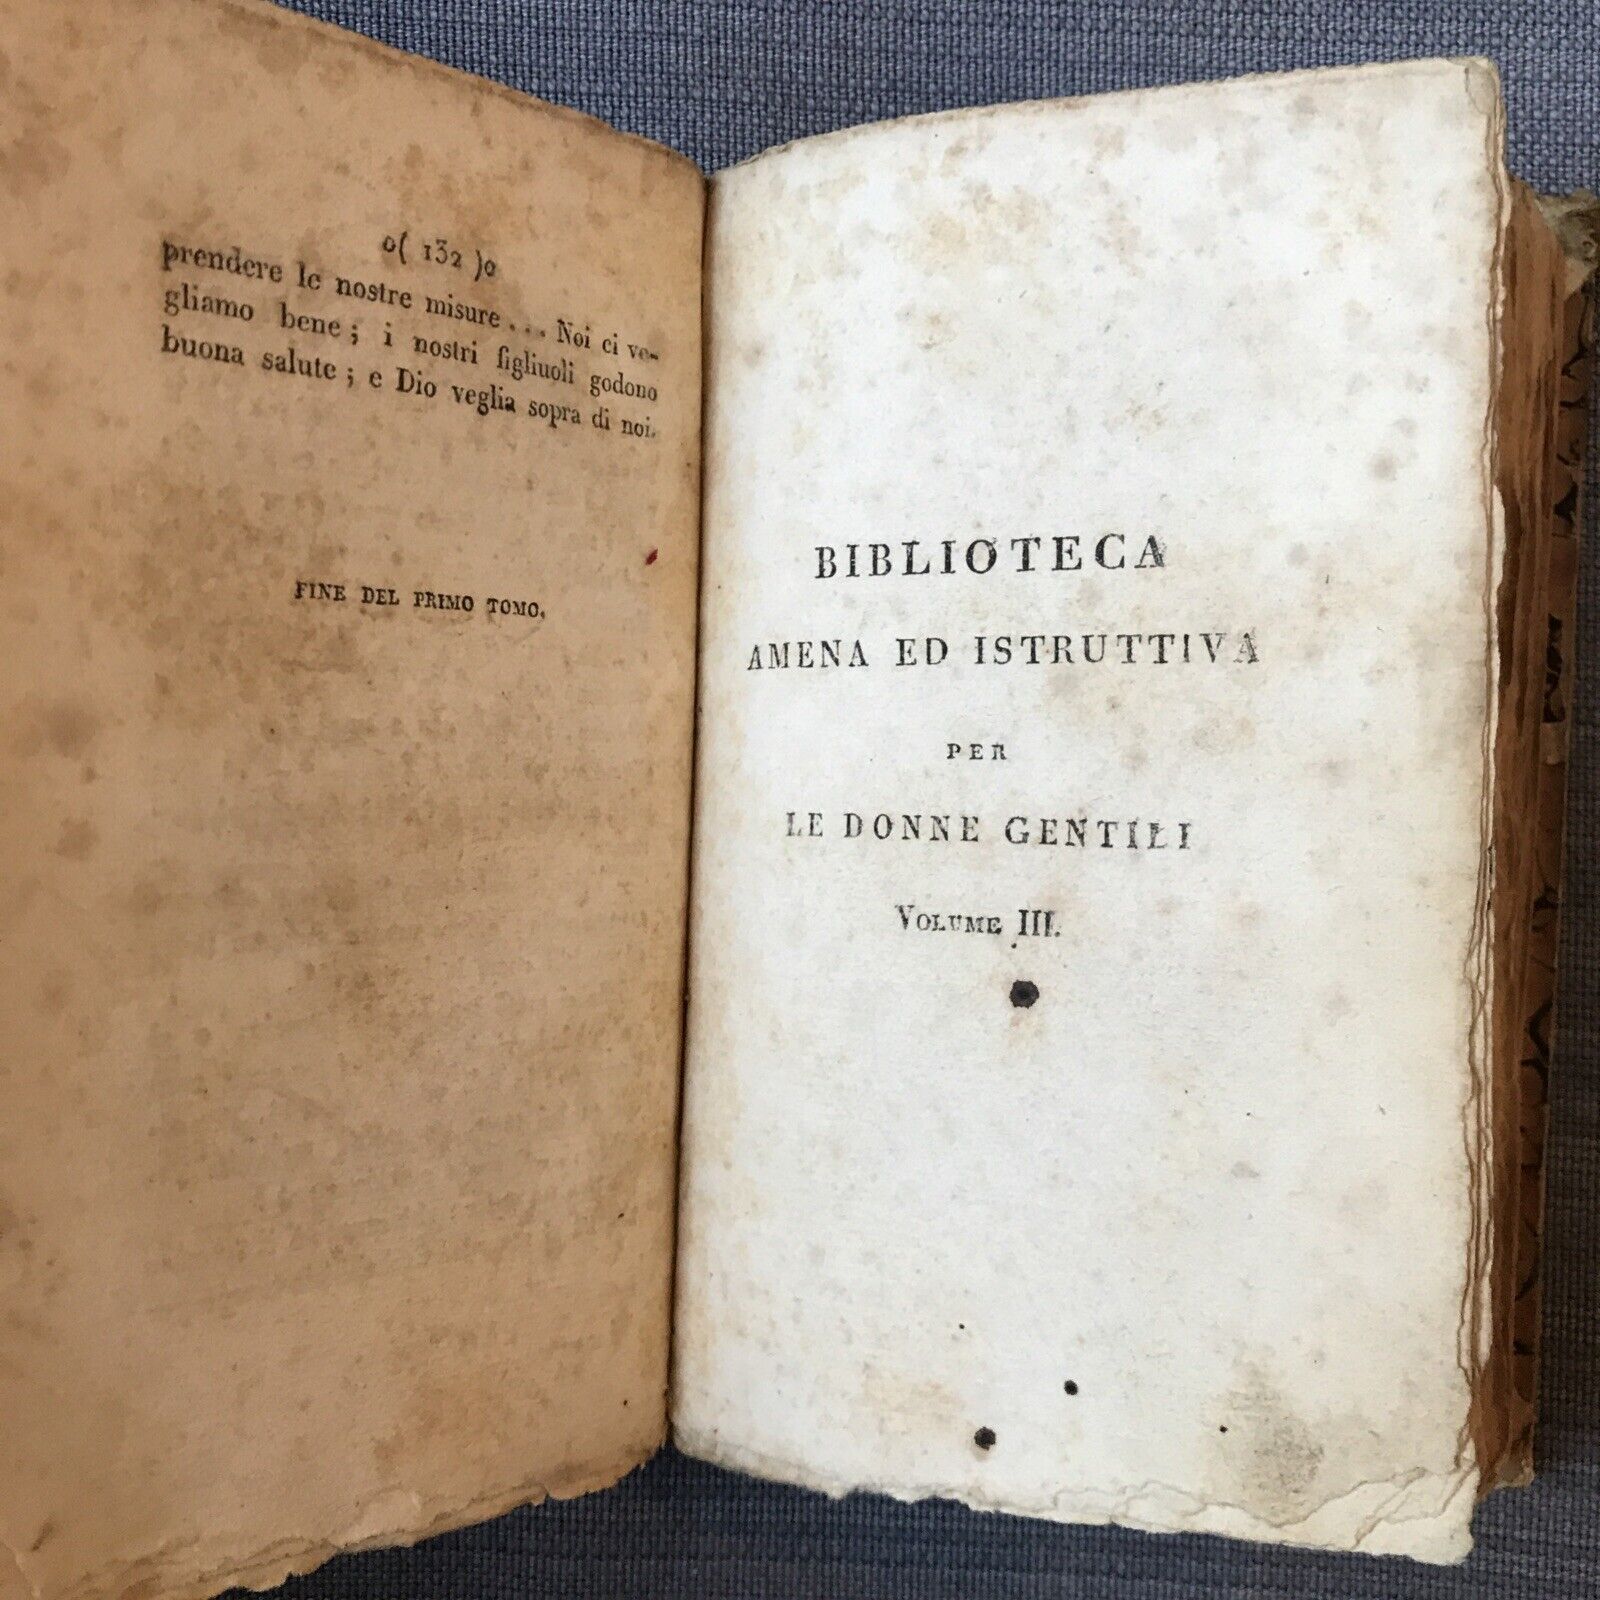 o( 132 )o
prendere le nostre misure... Noi ci ve-
gliamo bene; i nostri figliuoli godono
buona salute; e Dio veglia sopra di noi.
FINE DEL PRIMO TOMO.
BIBLIOTECA
AMENA ED ISTRUTTIVA
PER
LE DONNE GENTILI
VOLUME III.